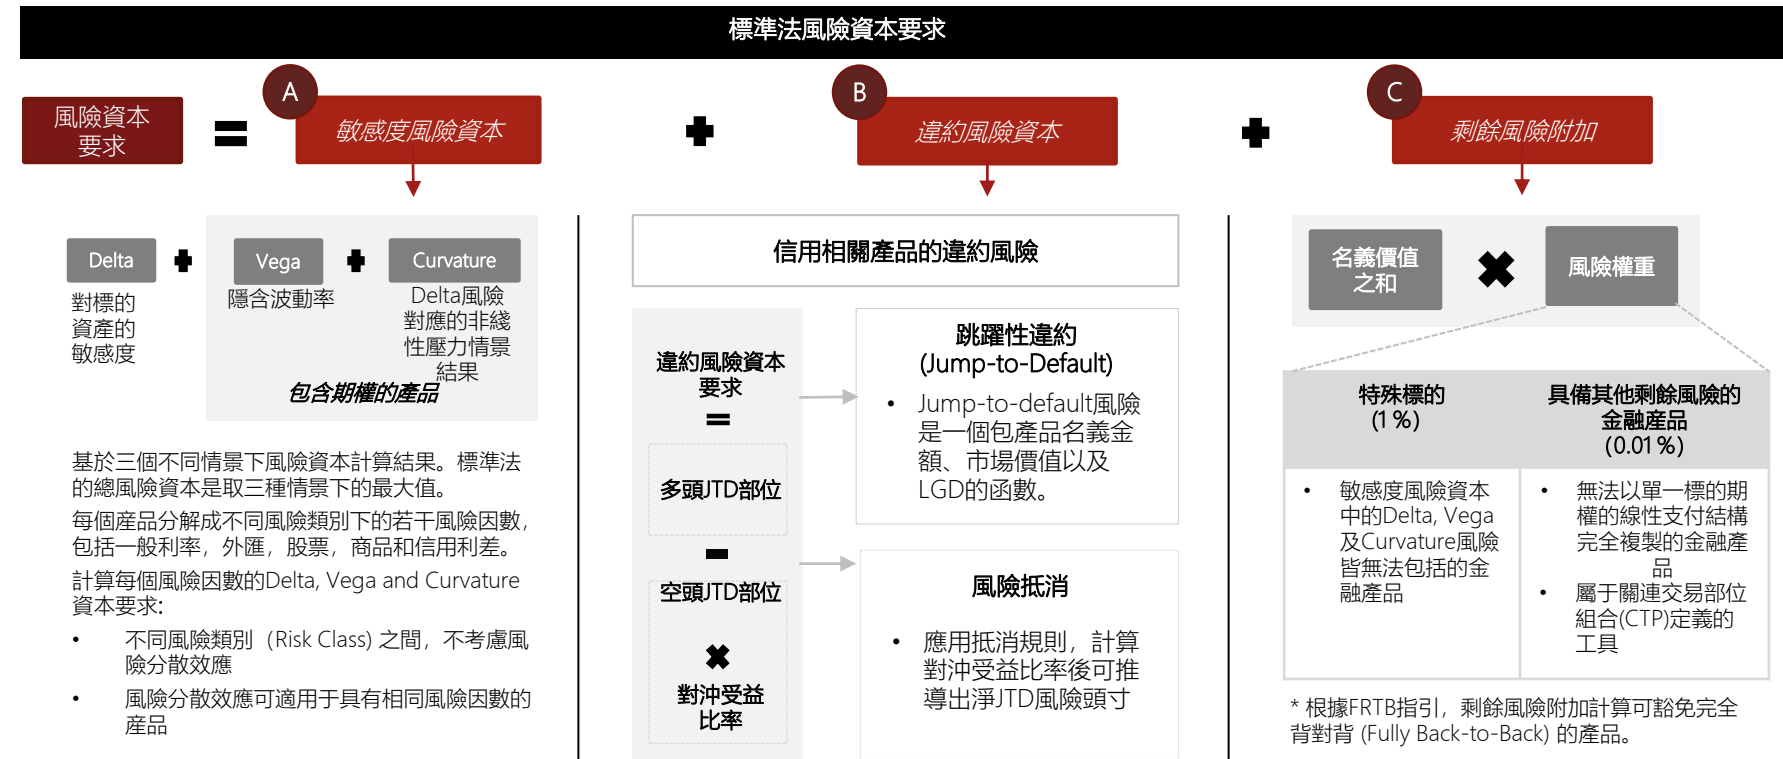 標準法風險資本要求
風險資本
要求
A
敏感度風險資本
B
違約風險資本
C
剩餘風險附加
Delta
對標的
資產的
敏感度
Vega
隱含波動率
Curvature
Delta風險
對應的非綫
性壓力情景
結果
包含期權的產品
基於三個不同情景下風險資本計算結果。標準法
的總風險資本是取三種情景下的最大值。
每個産品分解成不同風險類別下的若干風險因數,
包括一般利率，外匯，股票，商品和信用利差。
計算每個風險因數的Delta, Vega and Curvature
資本要求:
• 不同風險類別（Risk Class) 之間，不考慮風
險分散效應
• 風險分散效應可適用于具有相同風險因數的
産品
信用相關產品的違約風險
違約風險資本
要求
=
多頭JTD部位
空頭JTD部位
對沖受益
比率
跳躍性違約
(Jump-to-Default)
• Jump-to-default風險
是一個包產品名義金
額、市場價值以及
LGD的函數。
風險抵消
• 應用抵消規則，計算
對沖受益比率後可推
導出淨JTD風險頭寸
名義價值
之和
風險權重
特殊標的
(1％)
具備其他剩餘風險的
金融産品
(0.01％)
• 敏感度風險資本
中的Delta, Vega
及Curvature風險
皆無法包括的金
融產品
• 無法以單一標的期
權的線性支付結構
完全複製的金融產
品
• 屬于關連交易部位
組合(CTP)定義的
工具
* 根據FRTB指引，剩餘風險附加計算可豁免完全
背對背 (Fully Back-to-Back) 的產品。